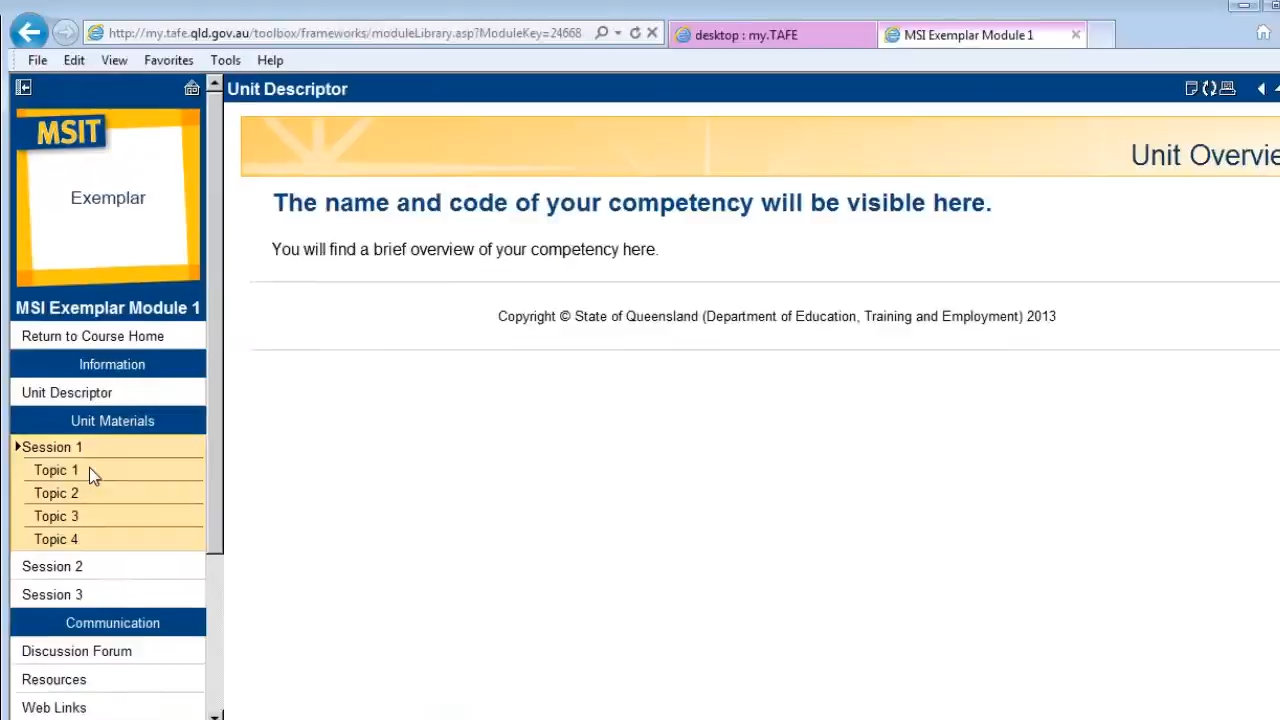 http://my.tafe.qld.gov.au/toolbox/frameworks/moduleLibrary.asp?ModuleKey=24668
desktop : my.TAFE
MSI Exemplar Module 1
File Edit View Favorites Tools Help
Unit Descriptor
MSIT
Exemplar
MSI Exemplar Module 1
Return to Course Home
Information
Unit Descriptor
Unit Materials
Session 1
Topic 1
Topic 2
Topic 3
Topic 4
Session 2
Session 3
Communication
Discussion Forum
Resources
Web Links
Unit Overvie
The name and code of your competency will be visible here.
You will find a brief overview of your competency here.
Copyright © State of Queensland (Department of Education, Training and Employment) 2013